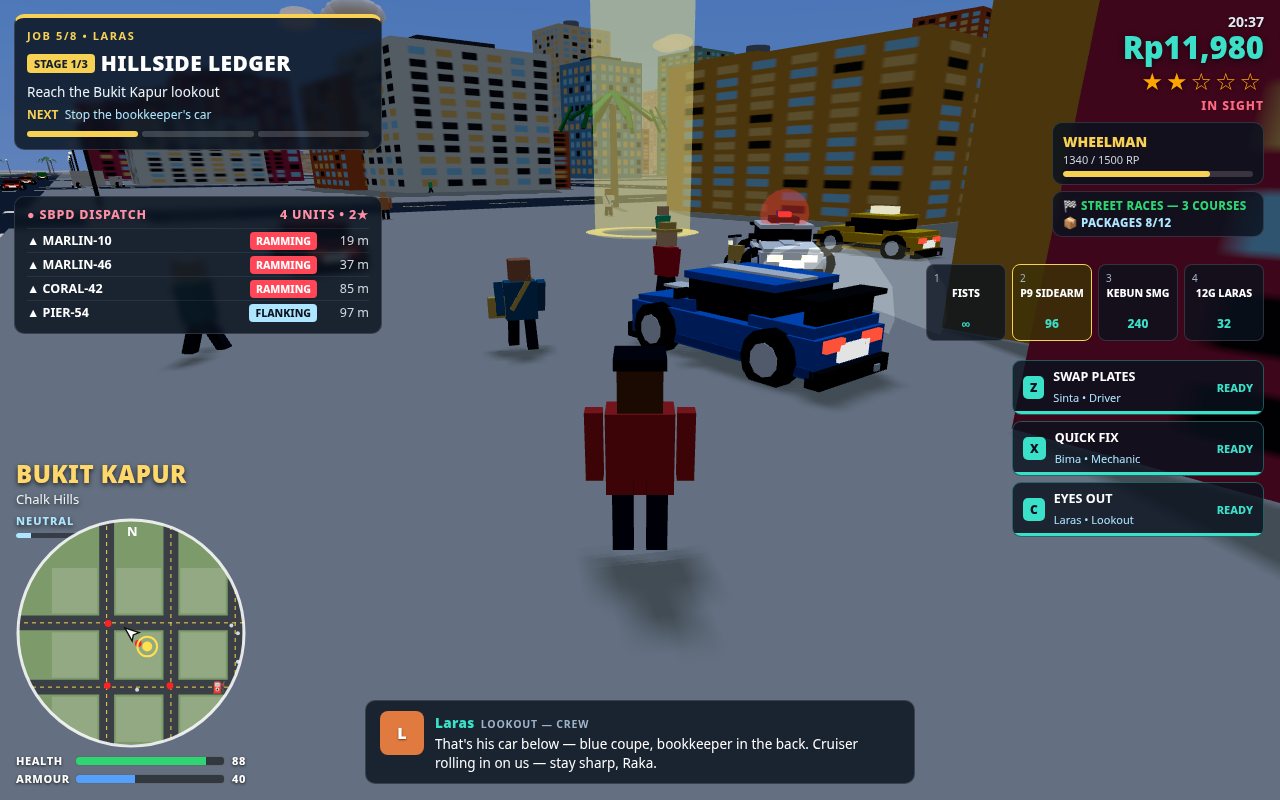 JOB 5/8 • LARAS
STAGE 1/3 HILLSIDE LEDGER
Reach the Bukit Kapur lookout
NEXT Stop the bookkeeper's car
● SBPD DISPATCH 4 UNITS • 2★
▲ MARLIN-10 RAMMING 19 m
▲ MARLIN-46 RAMMING 37 m
▲ CORAL-42 RAMMING 85 m
▲ PIER-54 FLANKING 97 m
20:37
Rp11,980
★★☆☆☆
IN SIGHT
WHEELMAN
1340 / 1500 RP
🏁 STREET RACES — 3 COURSES
📦 PACKAGES 8/12
1 FISTS ∞
2 P9 SIDEARM 96
3 KEBUN SMG 240
4 12G LARAS 32
Z SWAP PLATES READY
Sinta • Driver
X QUICK FIX READY
Bima • Mechanic
C EYES OUT READY
Laras • Lookout
BUKIT KAPUR
Chalk Hills
NEUTRAL
N
HEALTH 88
ARMOUR 40
L
Laras LOOKOUT — CREW
That's his car below — blue coupe, bookkeeper in the back. Cruiser
rolling in on us — stay sharp, Raka.